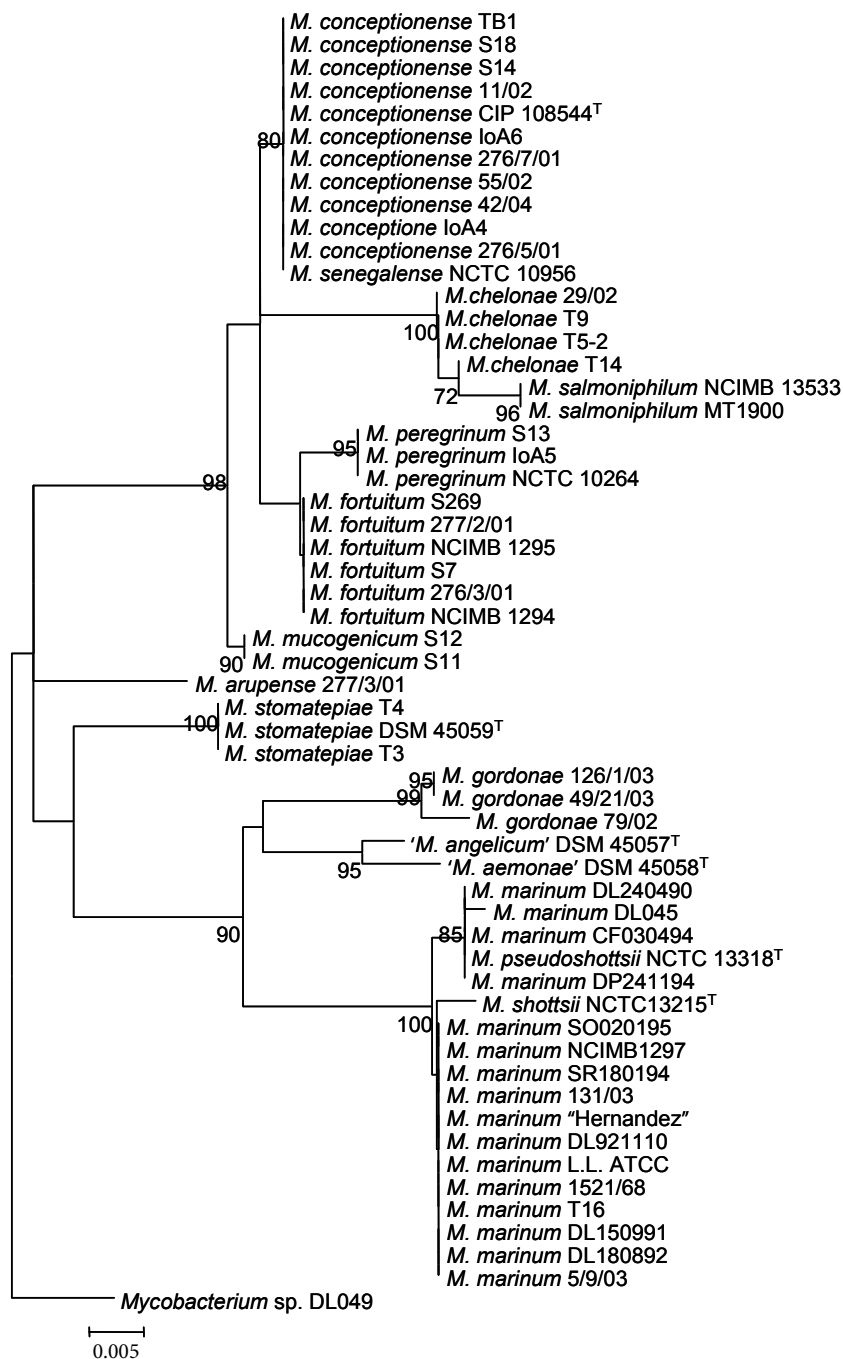 M. conceptionense TB1
M. conceptionense S18
M. conceptionense S14
M. conceptionense 11/02
M. conceptionense CIP 108544T
80
M. conceptionense IoA6
M. conceptionense 276/7/01
M. conceptionense 55/02
M. conceptionense 42/04
M. conceptione IoA4
M. conceptionense 276/5/01
M. senegalense NCTC 10956
M.chelonae 29/02
M.chelonae T9
100
M.chelonae T5-2
M.chelonae T14
M. salmoniphilum NCIMB 13533
72
M. salmoniphilum MT1900
96
M. peregrinum S13
95
M. peregrinum IoA5
M. peregrinum NCTC 10264
98
M. fortuitum S269
M. fortuitum 277/2/01
M. fortuitum NCIMB 1295
M. fortuitum S7
M. fortuitum 276/3/01
M. fortuitum NCIMB 1294
M. mucogenicum S12
M. mucogenicum S11
90
M. arupense 277/3/01
M. stomatepiae T4
100
M. stomatepiae DSM 45059T
M. stomatepiae T3
M. gordonae 126/1/03
95
M. gordonae 49/21/03
99
M. gordonae 79/02
‘M. angelicum’ DSM 45057T
‘M. aemonae’ DSM 45058T
95
M. marinum DL240490
M. marinum DL045
90
85
M. marinum CF030494
M. pseudoshottsii NCTC 13318T
M. marinum DP241194
M. shottsii NCTC13215T
100
M. marinum SO020195
M. marinum NCIMB1297
M. marinum SR180194
M. marinum 131/03
M. marinum “Hernandez”
M. marinum DL921110
M. marinum L.L. ATCC
M. marinum 1521/68
M. marinum T16
M. marinum DL150991
M. marinum DL180892
M. marinum 5/9/03
Mycobacterium sp. DL049
0.005